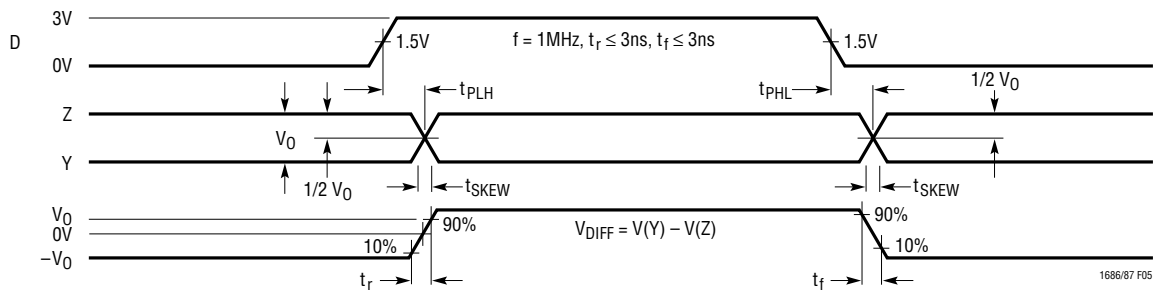 3V
D
1.5V
f = 1MHz, tr ≤ 3ns, tf ≤ 3ns
1.5V
0V
tPLH
tPHL
1/2 VO
Z
VO
Y
1/2 VO
tSKEW
tSKEW
VO
0V
–VO
90%
10%
VDIFF = V(Y) – V(Z)
90%
10%
tr
tf
1686/87 F05